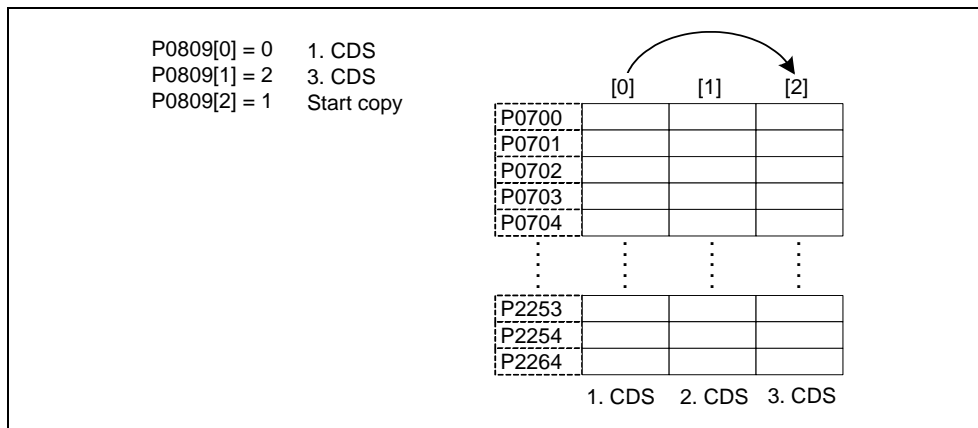 P0809[0] = 0 1. CDS
P0809[1] = 2 3. CDS
P0809[2] = 1 Start copy
[0] [1] [2]
P0700
P0701
P0702
P0703
P0704
P2253
P2254
P2264
1. CDS 2. CDS 3. CDS